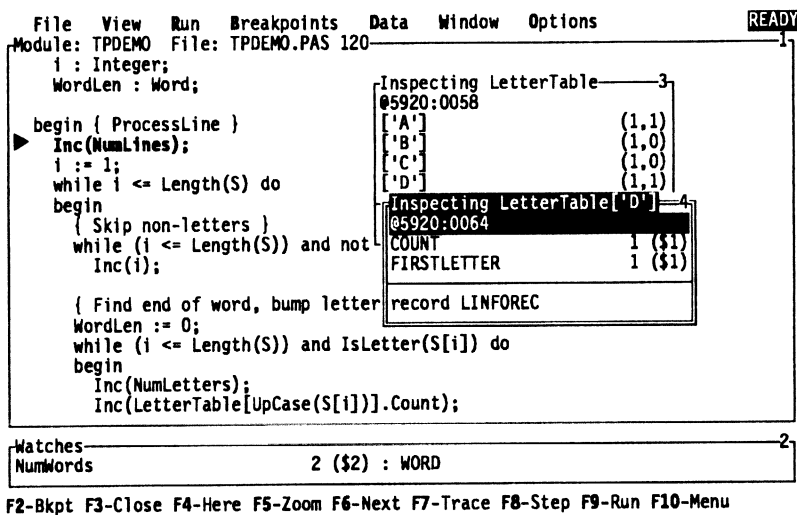 File View Run Breakpoints Data Window Options READY
Module: TPDEMO File: TPDEMO.PAS 120 1
i : Integer;
WordLen : Word;
begin { ProcessLine }
Inc(NumLines);
i := 1;
while i <= Length(S) do
begin
{ Skip non-letters }
while (i <= Length(S)) and not
Inc(i);
{ Find end of word, bump letter
WordLen := 0;
while (i <= Length(S)) and IsLetter(S[i]) do
begin
Inc(NumLetters);
Inc(LetterTable[UpCase(S[i])].Count);
Inspecting LetterTable 3
@5920:0058
['A'] (1,1)
['B'] (1,0)
['C'] (1,0)
['D'] (1,1)
Inspecting LetterTable['D'] 4
@5920:0064
COUNT 1 ($1)
FIRSTLETTER 1 ($1)
record LINFOREC
Watches 2
NumWords 2 ($2) : WORD
F2-Bkpt F3-Close F4-Here F5-Zoom F6-Next F7-Trace F8-Step F9-Run F10-Menu